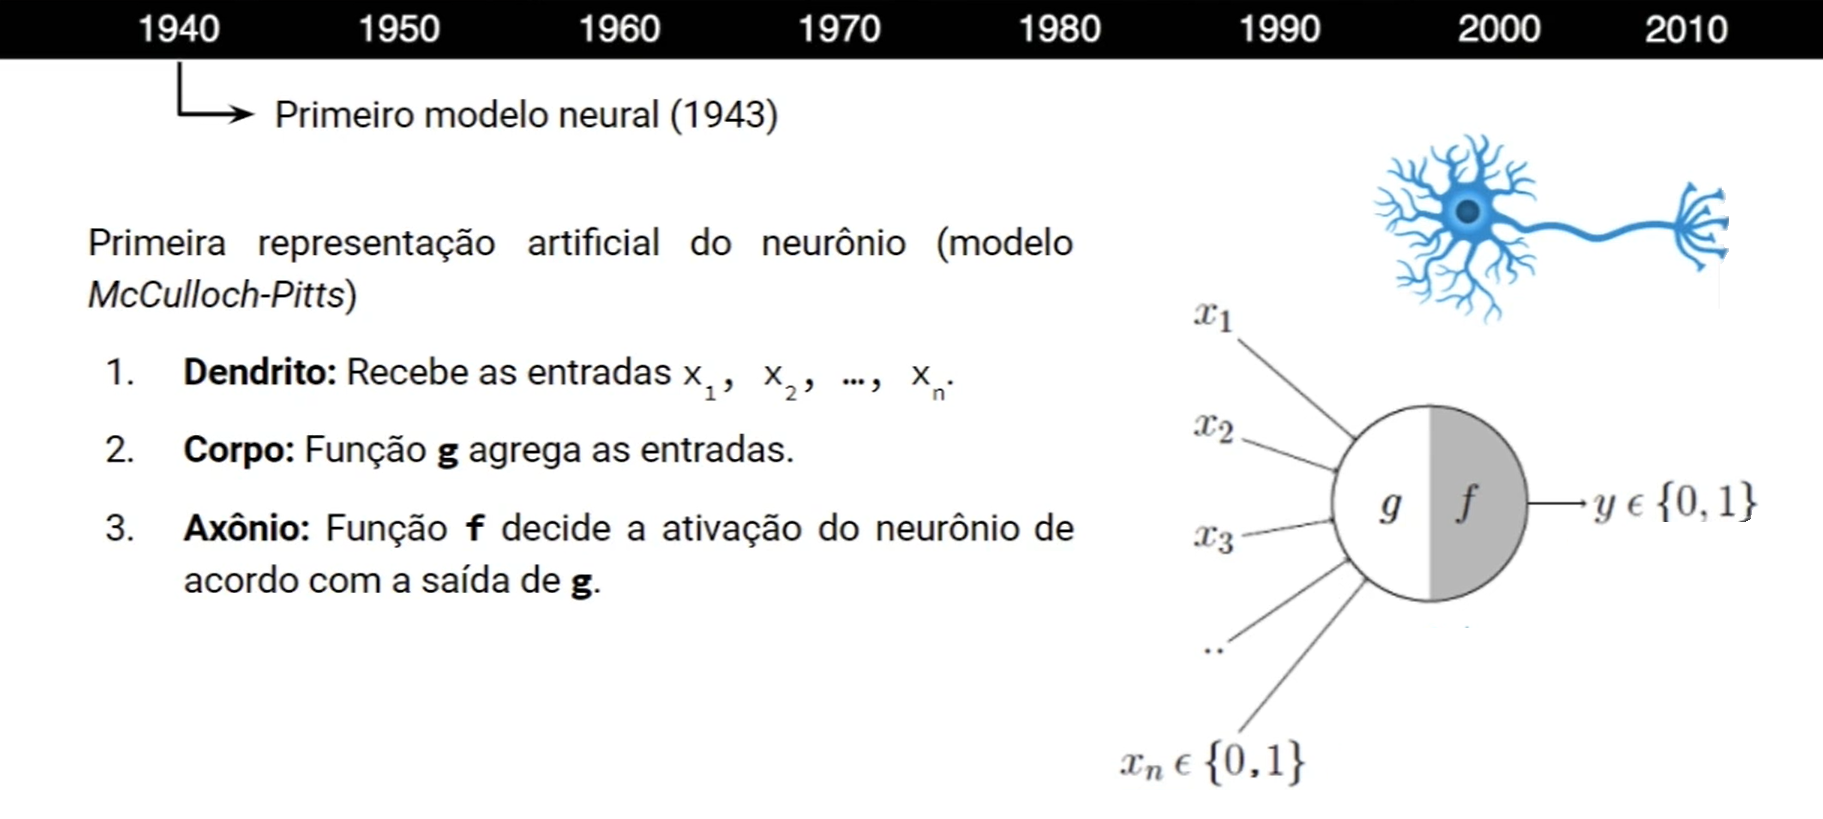 1940 1950 1960 1970 1980 1990 2000 2010
Primeiro modelo neural (1943)
Primeira representação artificial do neurônio (modelo
McCulloch-Pitts)
1. Dendrito: Recebe as entradas x₁, x₂, …, xₙ.
2. Corpo: Função g agrega as entradas.
3. Axônio: Função f decide a ativação do neurônio de
acordo com a saída de g.
x₁
x₂
x₃
..
xₙ ϵ {0,1}
g f
y ϵ {0,1}